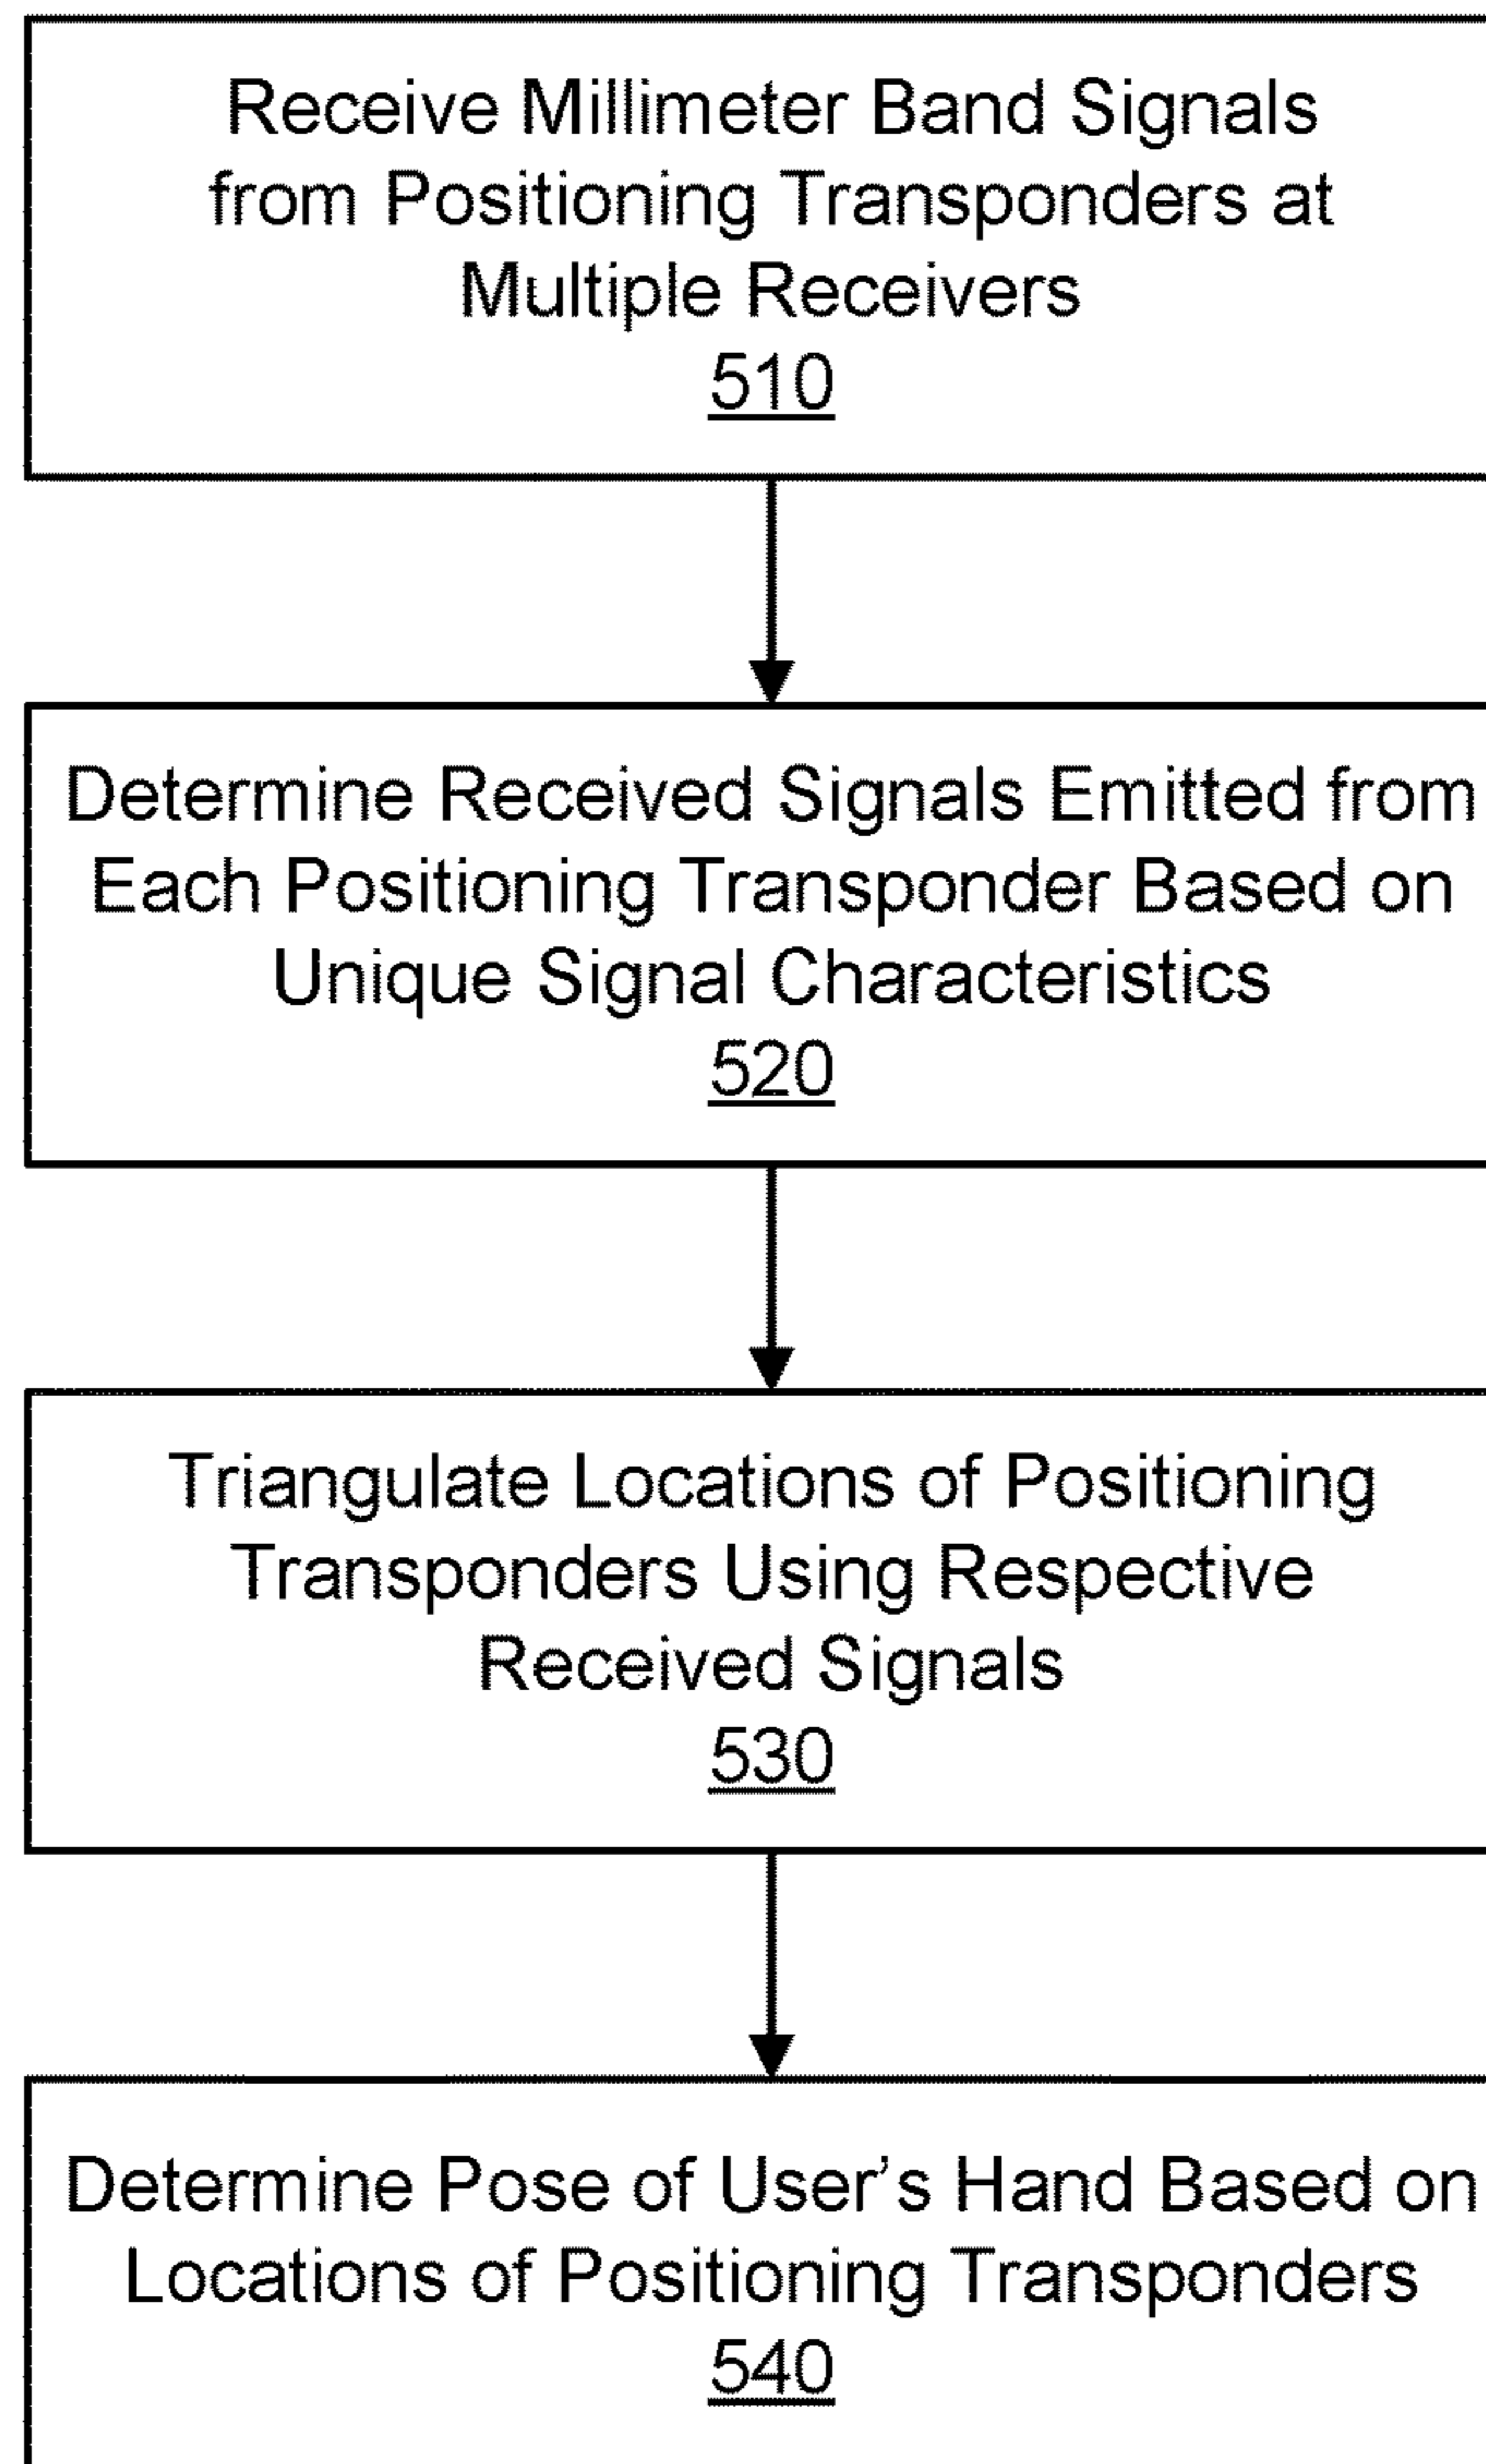 Receive Millimeter Band Signals
from Positioning Transponders at
Multiple Receivers
510
Determine Received Signals Emitted from
Each Positioning Transponder Based on
Unique Signal Characteristics
520
Triangulate Locations of Positioning
Transponders Using Respective
Received Signals
530
Determine Pose of User’s Hand Based on
Locations of Positioning Transponders
540